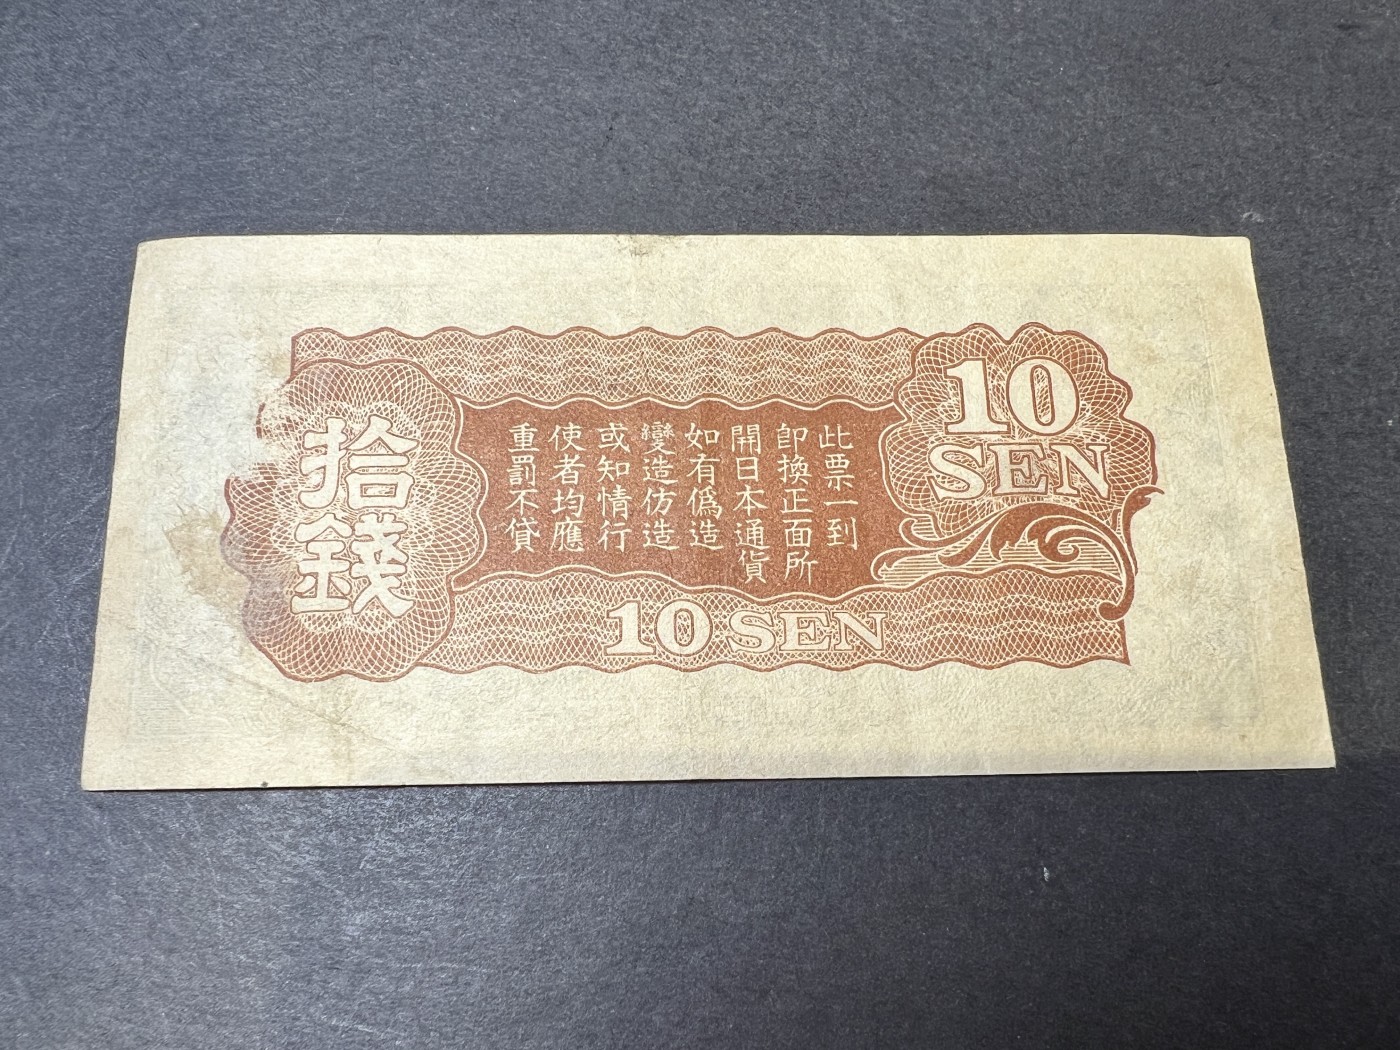 10
SEN
拾
錢
此票一到
即換正面所
開日本通貨
如有僞造
變造仿造
或知情行
使者均應
重罰不貸
10 SEN